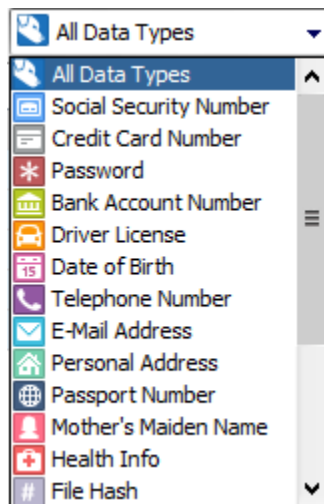 All Data Types
All Data Types
Social Security Number
Credit Card Number
Password
Bank Account Number
Driver License
15 Date of Birth
Telephone Number
E-Mail Address
Personal Address
Passport Number
Mother's Maiden Name
Health Info
# File Hash